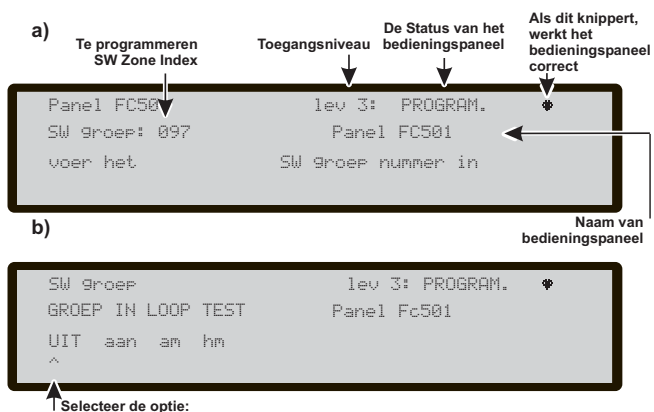 a)
Te programmeren
SW Zone Index
Toegangsniveau
De Status van het
bedieningspaneel
Als dit knippert,
werkt het
bedieningspaneel
correct
Panel FC501 lev 3: PROGRAM.
SW groep: 097 Panel FC501
voer het SW groep nummer in
Naam van
bedieningspaneel
b)
SW groep lev 3: PROGRAM.
GROEP IN LOOP TEST Panel Fc501
UIT aan am hm
^
Selecteer de optie: